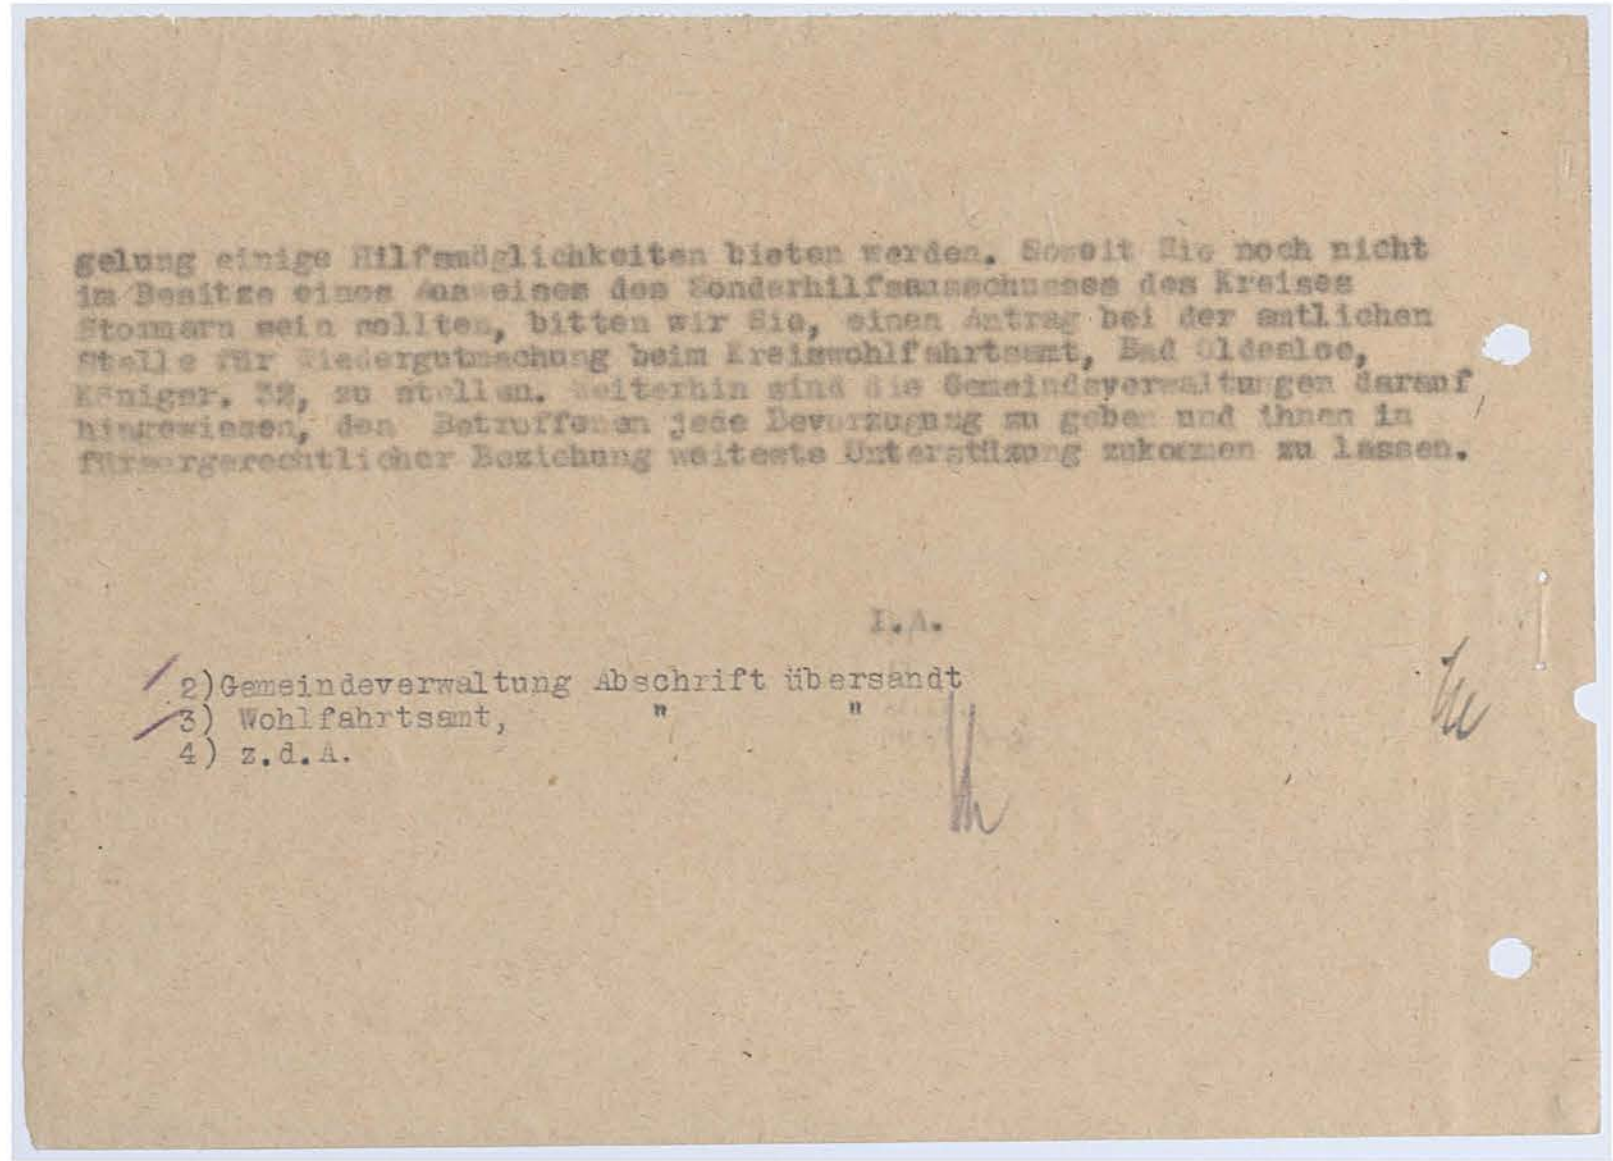 gelung einige Hilfsmöglichkeiten bieten werden. Soweit Sie noch nicht
im Besitze eines Ausweises des Sonderhilfsausschusses des Kreises
Stormarn sein sollten, bitten wir Sie, einen Antrag bei der amtlichen
Stelle für Wiedergutmachung beim Kreiswohlfahrtsamt, Bad Oldesloe,
Königsr. 32, zu stellen. Weiterhin sind die Gemeindeverwaltungen darauf
hingewiesen, den Betroffenen jede Bevorzugung zu geben und ihnen in
fürsorgerechtlicher Beziehung weiteste Unterstüzung zukommen zu lassen.
I.A.
2)Gemeindeverwaltung Abschrift übersandt
3) Wohlfahrtsamt, " "
4) z.d.A.